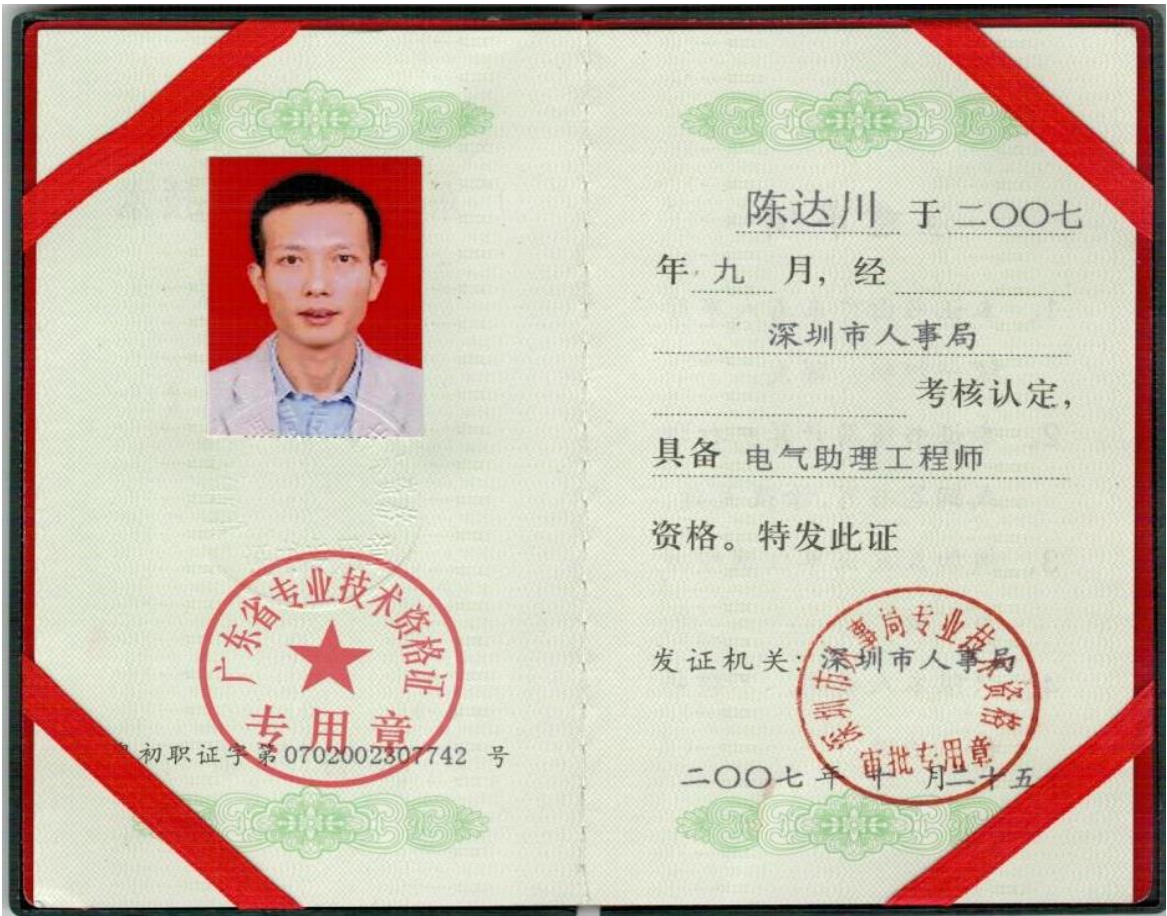 广东省专业技术资格证
专用章
初职证字第0702002307742 号
陈达川 于 二〇〇七
年 九 月, 经
深圳市人事局
考核认定,
具备 电气助理工程师
资格。特发此证
发证机关: 深圳市人事局
深圳市人事局专业技术资格
审批专用章
二〇〇七 年 十 月二十五